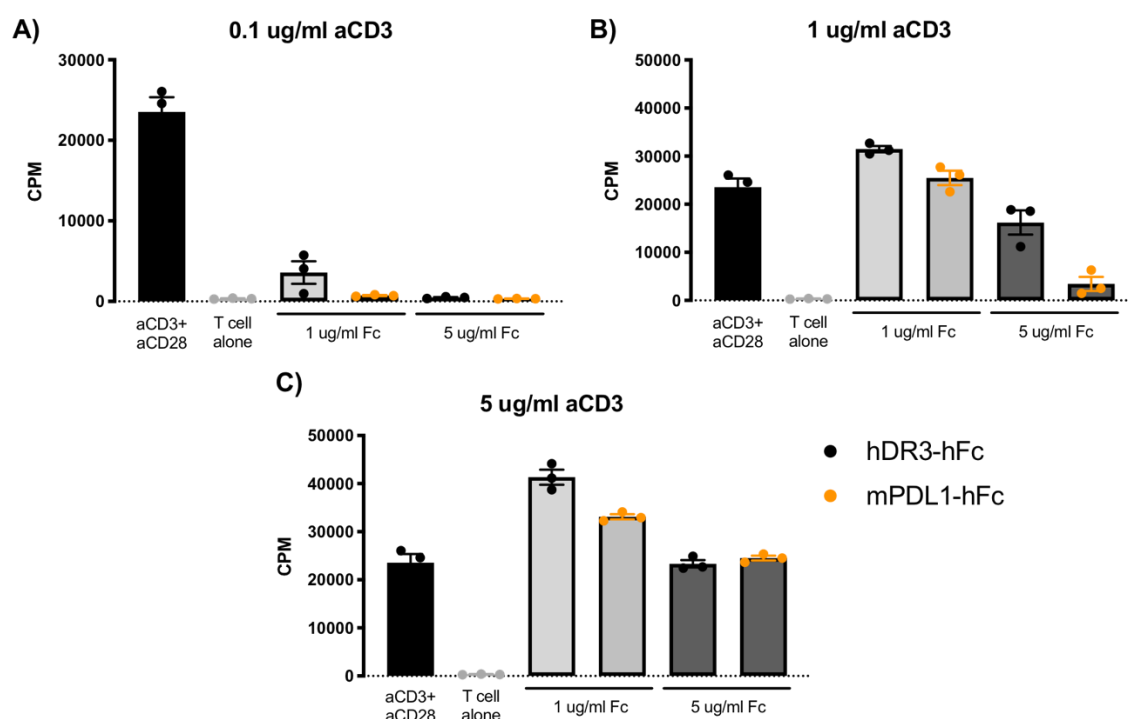 A)
0.1 ug/ml aCD3
CPM
30000
20000
10000
0
aCD3+
aCD28
T cell
alone
1 ug/ml Fc
5 ug/ml Fc
B)
1 ug/ml aCD3
CPM
50000
40000
30000
20000
10000
0
aCD3+
aCD28
T cell
alone
1 ug/ml Fc
5 ug/ml Fc
C)
5 ug/ml aCD3
CPM
50000
40000
30000
20000
10000
0
aCD3+
aCD28
T cell
alone
1 ug/ml Fc
5 ug/ml Fc
hDR3-hFc
mPDL1-hFc